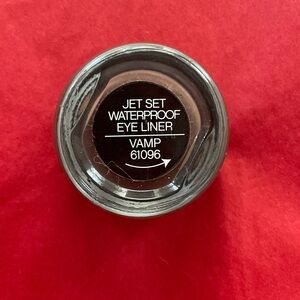 JET SET
WATERPROOF
EYE LINER
VAMP
61096